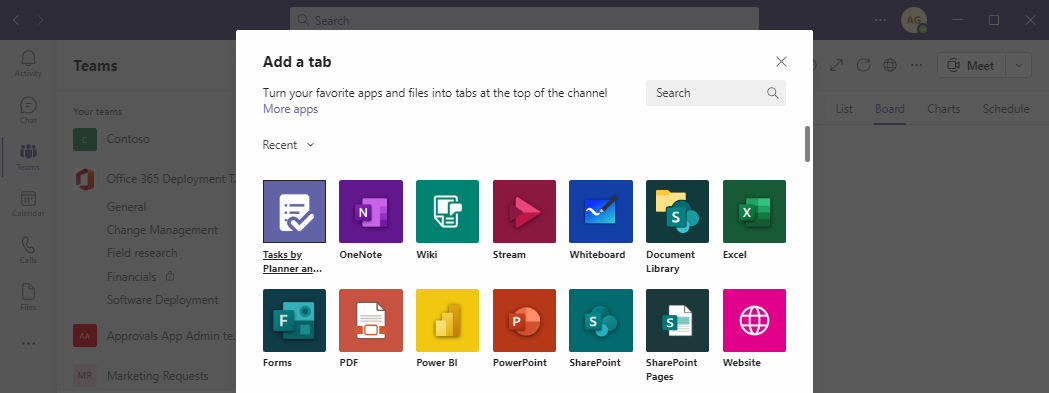 Search
AG
Activity
Chat
Teams
Calendar
Calls
Files
Teams
Your teams
C
Contoso
Office 365 Deployment T...
General
Change Management
Field research
Financials
Software Deployment
AA
Approvals App Admin te...
MR
Marketing Requests
Add a tab
Turn your favorite apps and files into tabs at the top of the channel
More apps
Search
Recent
Tasks by
Planner an...
N
OneNote
Wiki
Stream
Whiteboard
S
Document
Library
X
Excel
F
Forms
PDF
Power BI
P
PowerPoint
S
SharePoint
S
SharePoint
Pages
Website
Meet
List
Board
Charts
Schedule